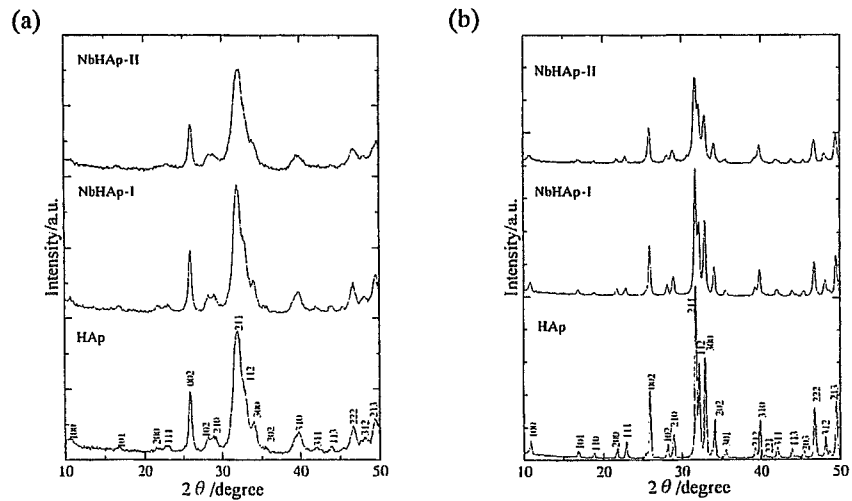 (a)
NbHAp-II
NbHAp-I
HAp
Intensity/a.u.
100
101
200
111
002
102
210
211
112
300
202
310
311
113
222
312
213
10 20 30 40 50
2 θ /degree
(b)
NbHAp-II
NbHAp-I
HAp
Intensity/a.u.
100
101
110
200
111
002
102
210
211
112
300
202
301
212
310
221
311
113
203
222
312
213
10 20 30 40 50
2 θ /degree